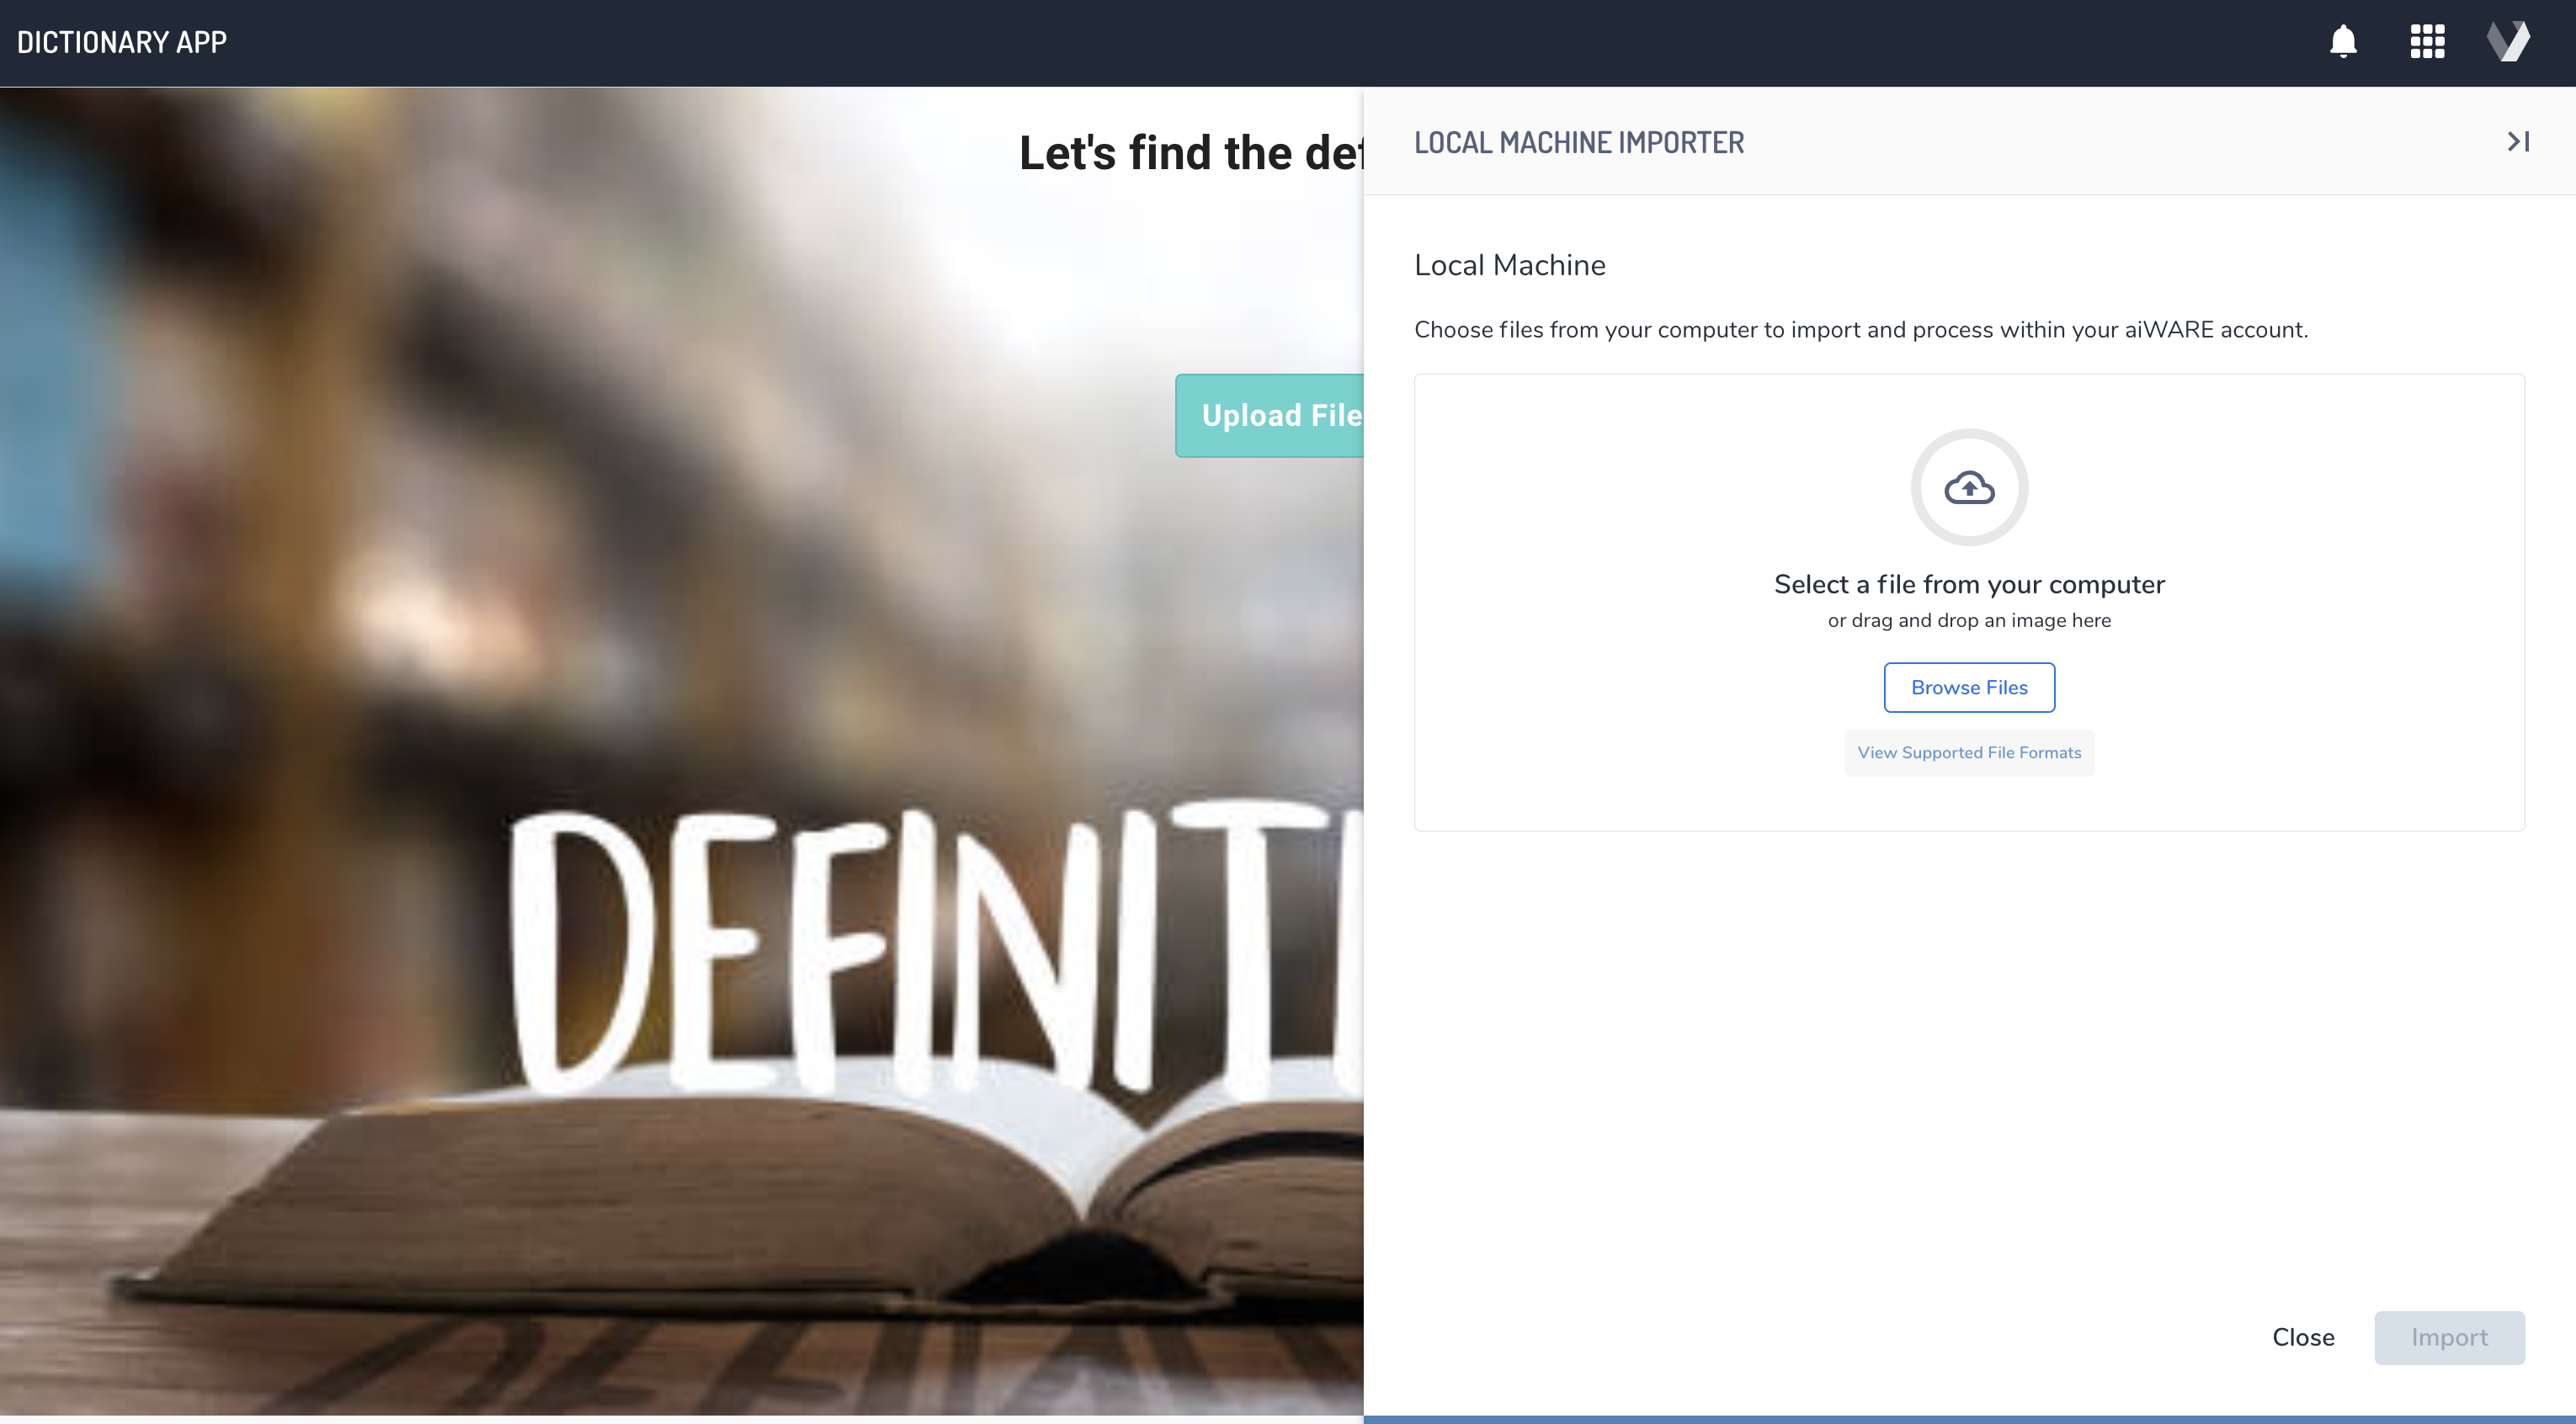 DICTIONARY APP
Let's find the def
Upload File
DEFINITI
LOCAL MACHINE IMPORTER
Local Machine
Choose files from your computer to import and process within your aiWARE account.
Select a file from your computer
or drag and drop an image here
Browse Files
View Supported File Formats
Close
Import